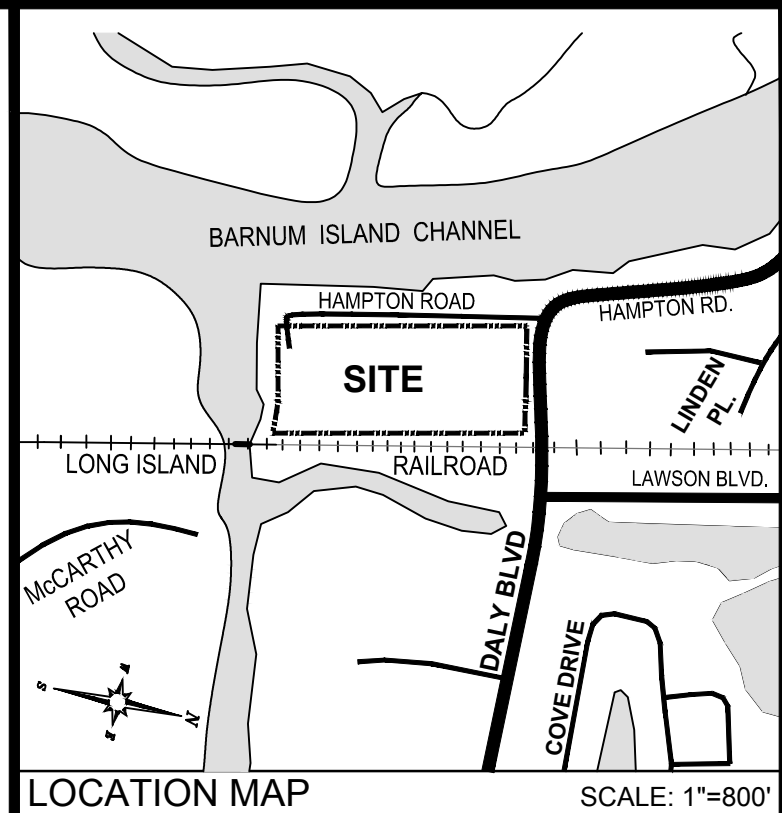 BARNUM ISLAND CHANNEL
HAMPTON ROAD
HAMPTON RD.
SITE
LINDEN
PL.
LONG ISLAND
RAILROAD
LAWSON BLVD.
McCARTHY
ROAD
DALY BLVD
COVE DRIVE
S
W
N
E
LOCATION MAP
SCALE: 1"=800'